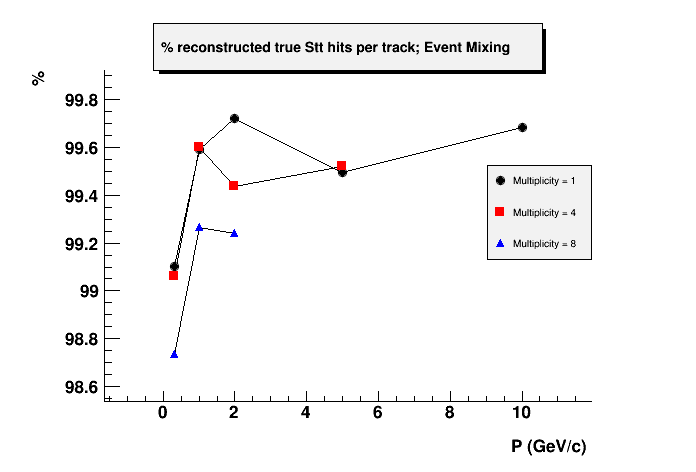 % reconstructed true Stt hits per track; Event Mixing
%
99.8
99.6
99.4
99.2
99
98.8
98.6
0 2 4 6 8 10
P (GeV/c)
Multiplicity = 1
Multiplicity = 4
Multiplicity = 8